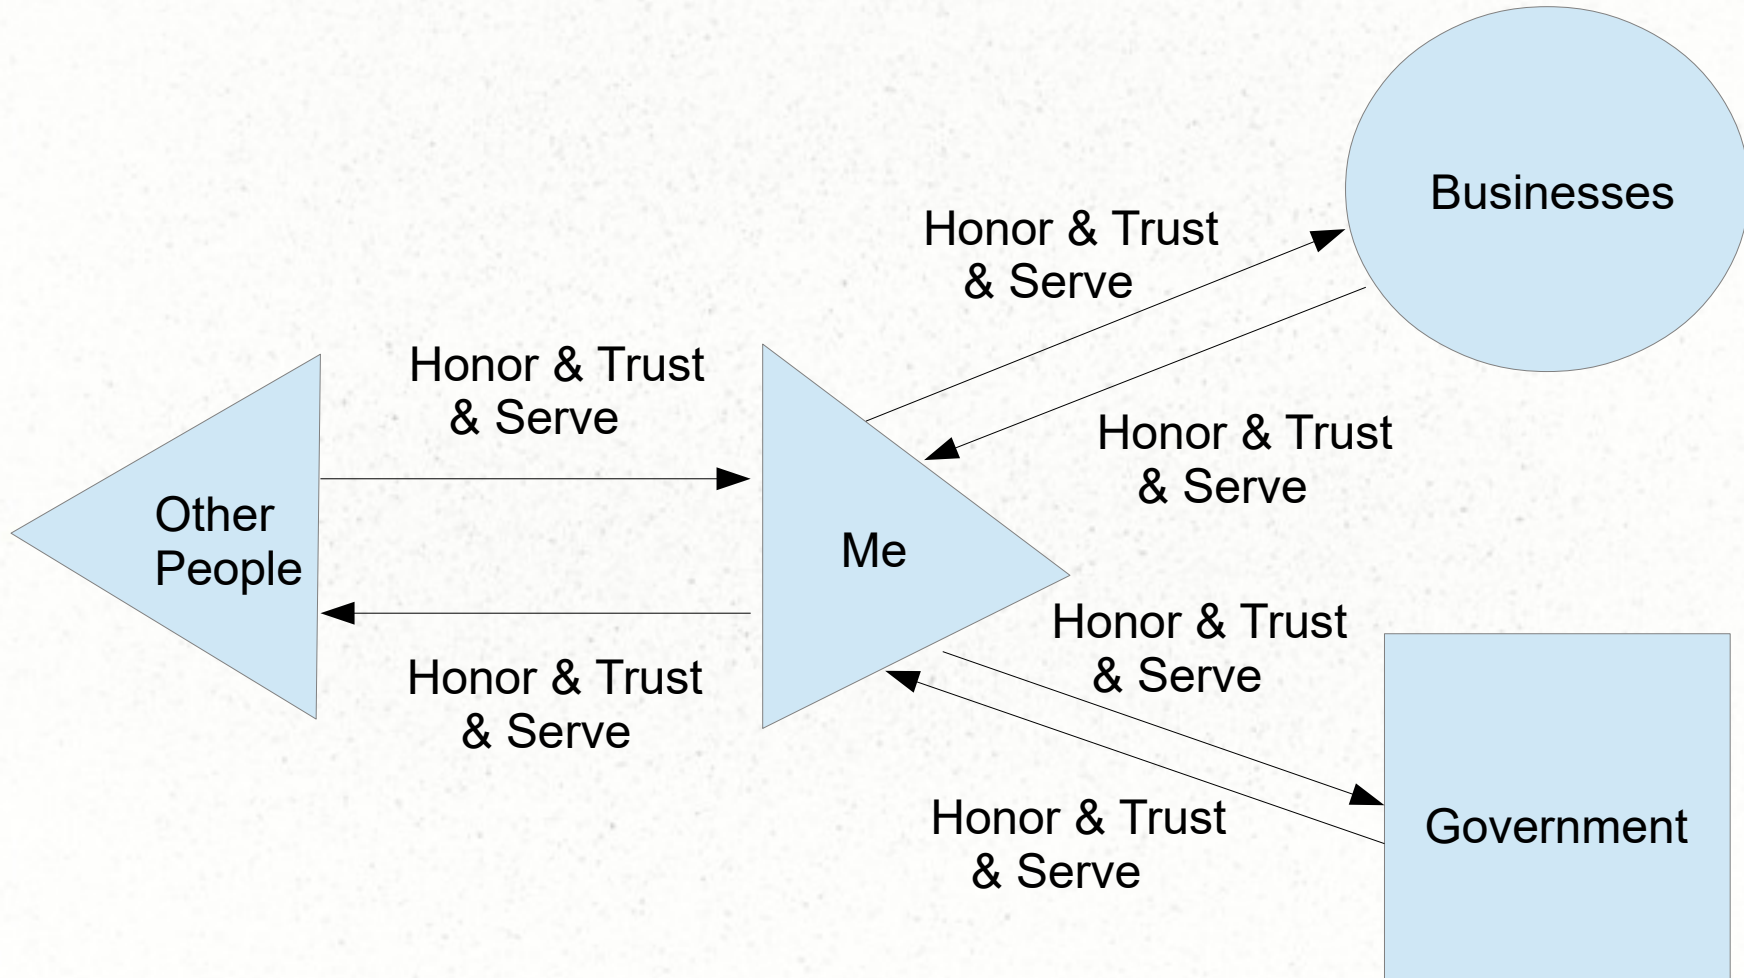 Businesses
Honor & Trust
& Serve
Honor & Trust
& Serve
Honor & Trust
& Serve
Other
People
Me
Honor & Trust
& Serve
Honor & Trust
& Serve
Honor & Trust
& Serve
Government